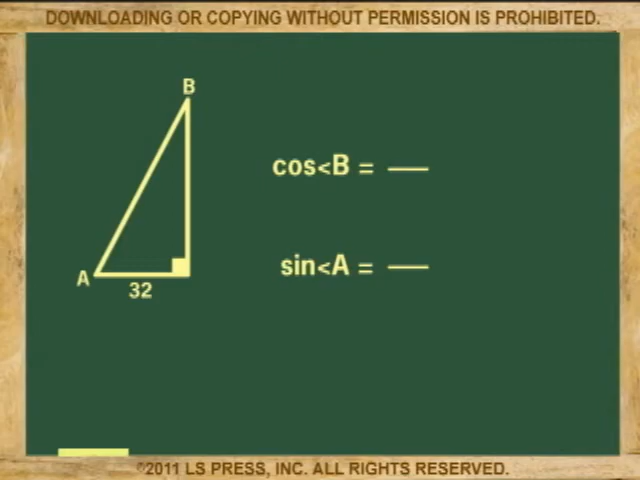 DOWNLOADING OR COPYING WITHOUT PERMISSION IS PROHIBITED.
B
cos<B = —
sin<A = —
A
32
©2011 LS PRESS, INC. ALL RIGHTS RESERVED.